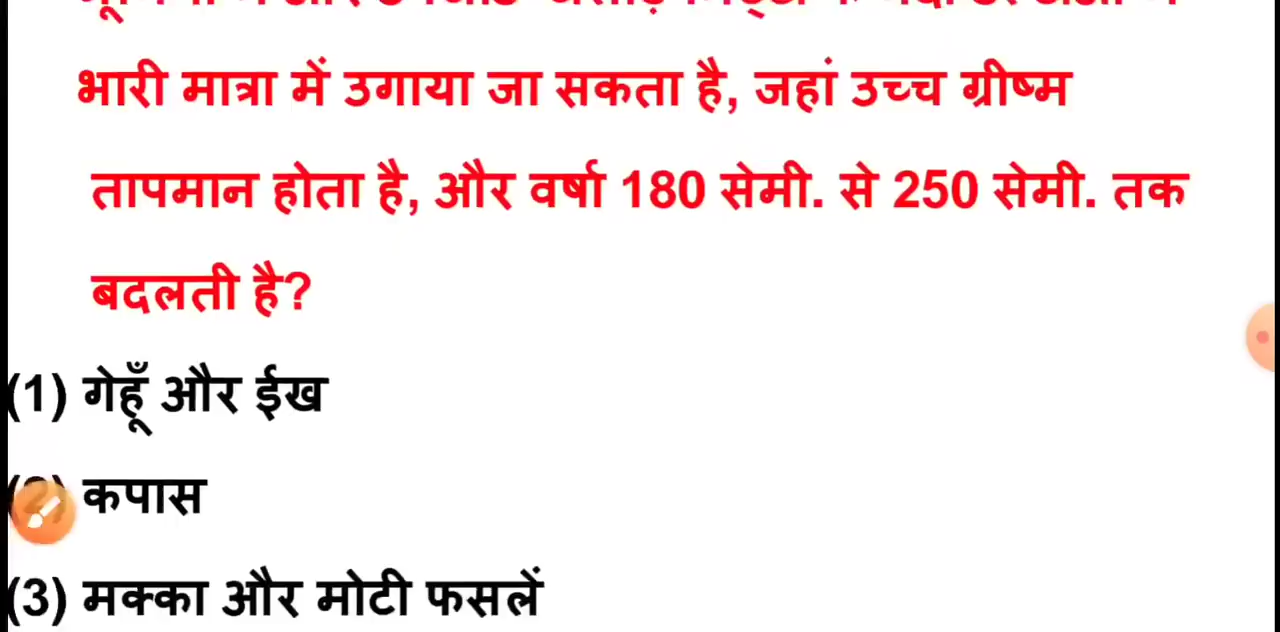 भारी मात्रा में उगाया जा सकता है, जहां उच्च ग्रीष्म
तापमान होता है, और वर्षा 180 सेमी. से 250 सेमी. तक
बदलती है?
(1) गेहूँ और ईख
(2) कपास
(3) मक्का और मोटी फसलें